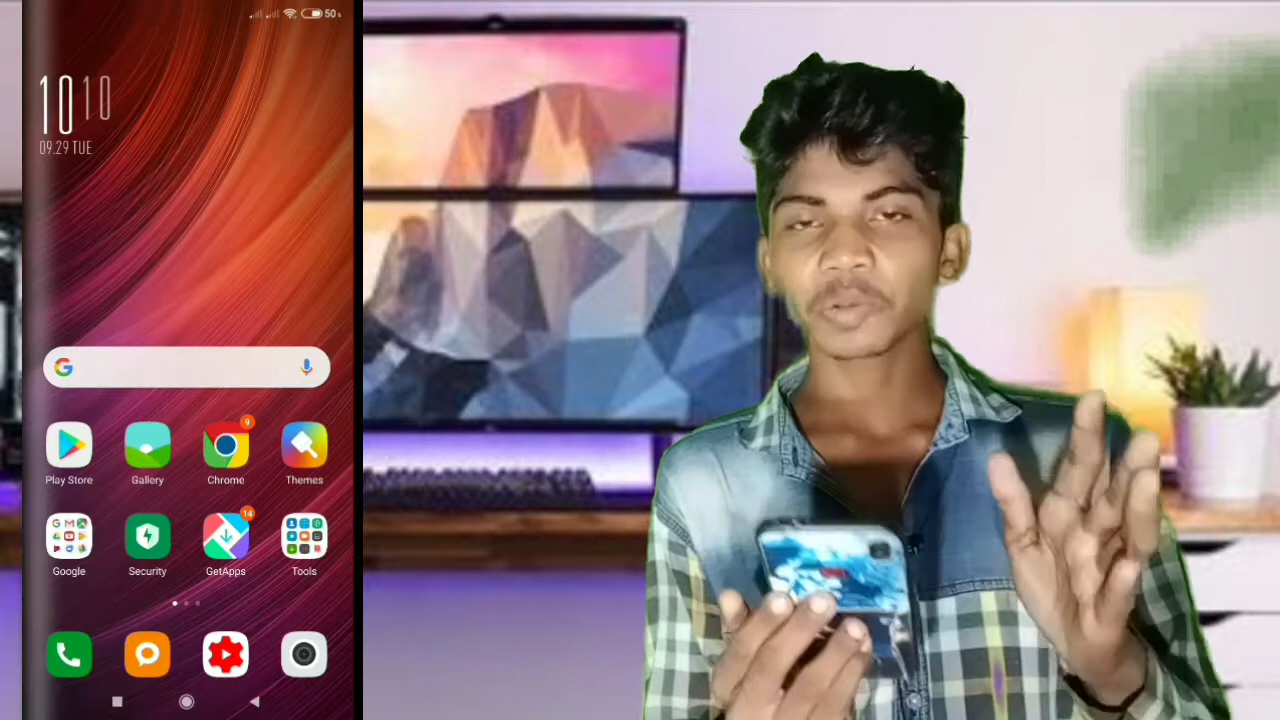 50%
10 10
09.29 TUE
9
Play Store
Gallery
Chrome
Themes
14
Google
Security
GetApps
Tools